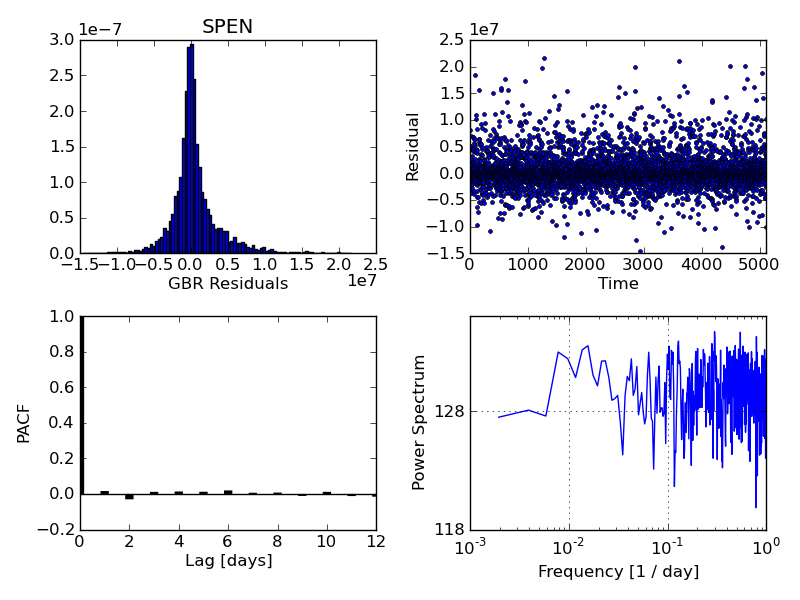 SPEN
1e−7
3.0
2.5
2.0
1.5
1.0
0.5
0.0
−1.5 −1.0 −0.5 0.0 0.5 1.0 1.5 2.0 2.5
1e7
GBR Residuals
1e7
2.5
2.0
1.5
1.0
0.5
0.0
−0.5
−1.0
−1.5
Residual
0 1000 2000 3000 4000 5000
Time
1.0
0.8
0.6
0.4
0.2
0.0
−0.2
PACF
0 2 4 6 8 10 12
Lag [days]
128
118
Power Spectrum
10^-3 10^-2 10^-1 10^0
Frequency [1 / day]